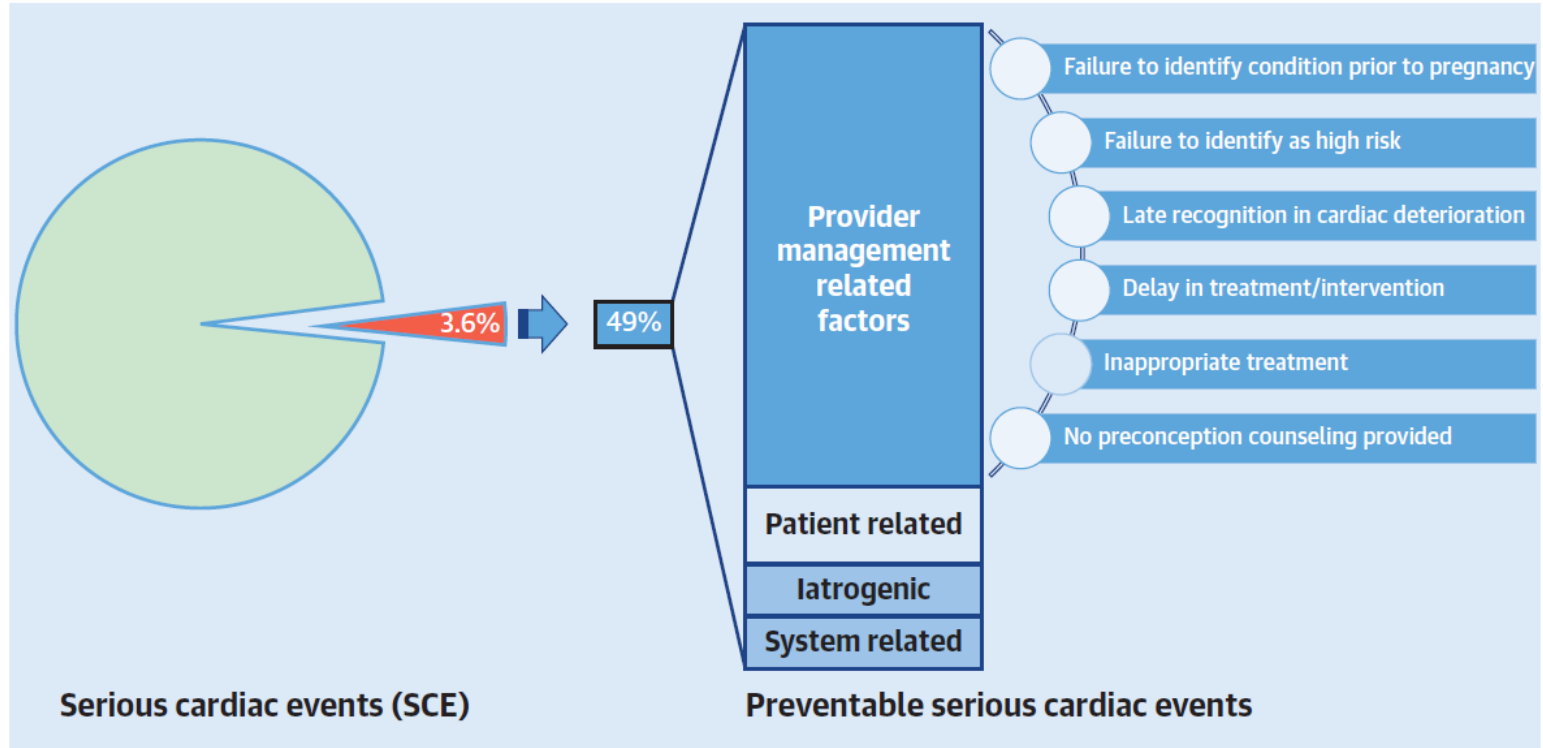 3.6%
49%
Provider
management
related
factors
Patient related
Iatrogenic
System related
Failure to identify condition prior to pregnancy
Failure to identify as high risk
Late recognition in cardiac deterioration
Delay in treatment/intervention
Inappropriate treatment
No preconception counseling provided
Serious cardiac events (SCE)
Preventable serious cardiac events